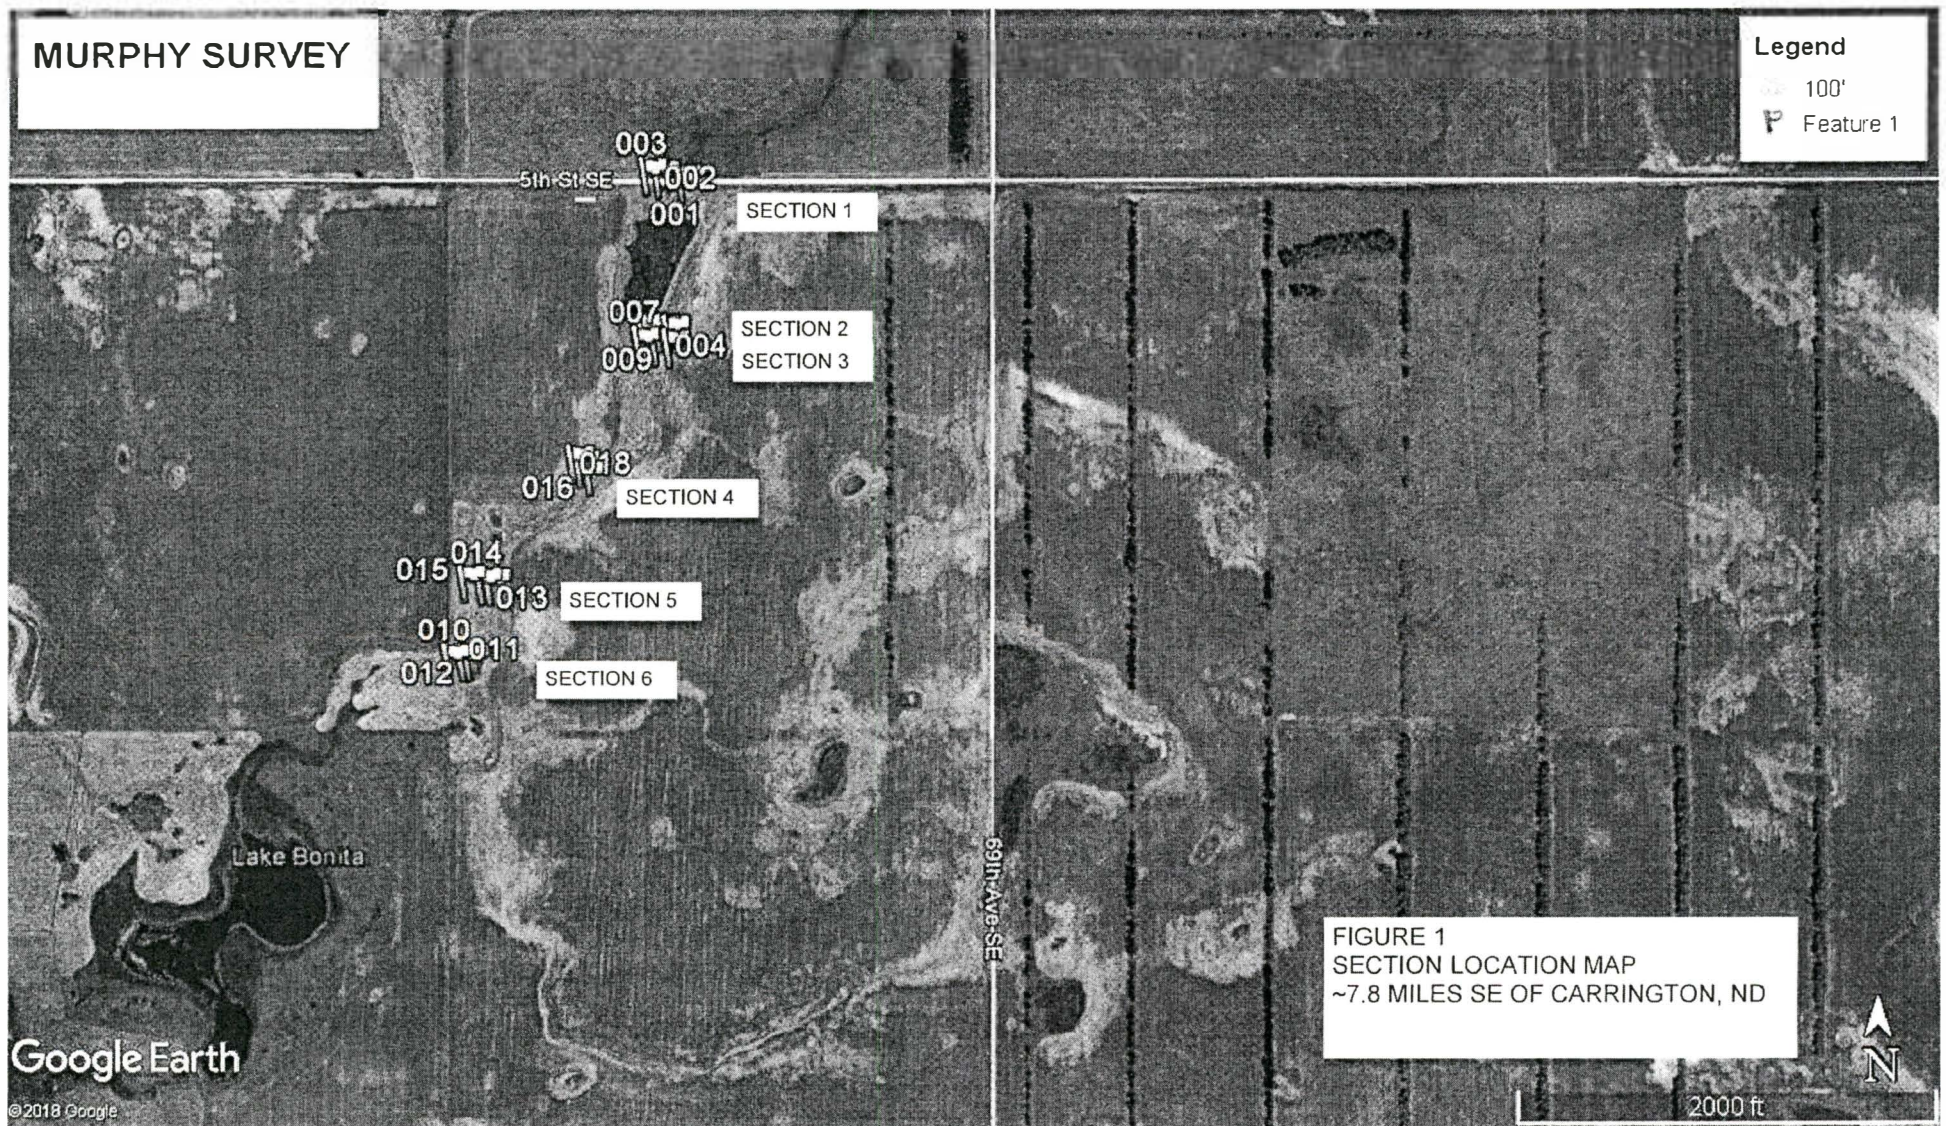 MURPHY SURVEY
Legend
100'
Feature 1
003
5th St SE
002
001
SECTION 1
007
004
009
SECTION 2
SECTION 3
018
016
SECTION 4
014
015
013
SECTION 5
010
011
012
SECTION 6
Lake Bonita
69th Ave SE
FIGURE 1
SECTION LOCATION MAP
~7.8 MILES SE OF CARRINGTON, ND
N
Google Earth
©2018 Google
2000 ft